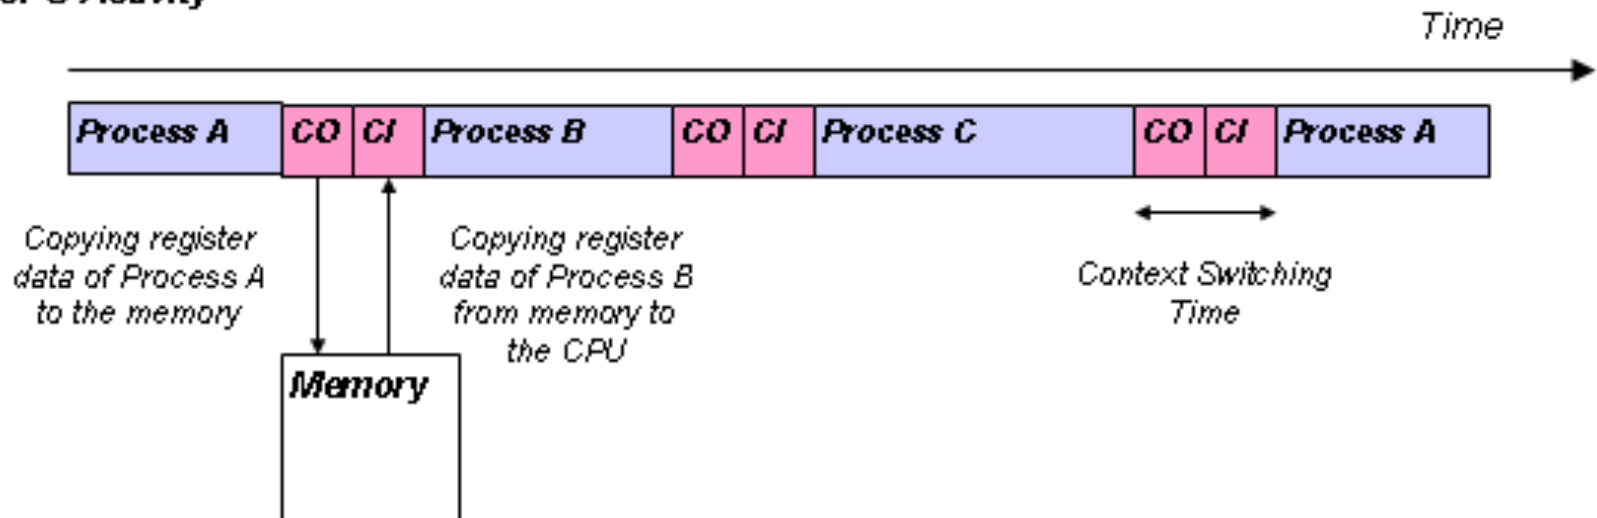 Activity
Time
Process A
CO
CI
Process B
CO
CI
Process C
CO
CI
Process A
Copying register
data of Process A
to the memory
Copying register
data of Process B
from memory to
the CPU
Context Switching
Time
Memory